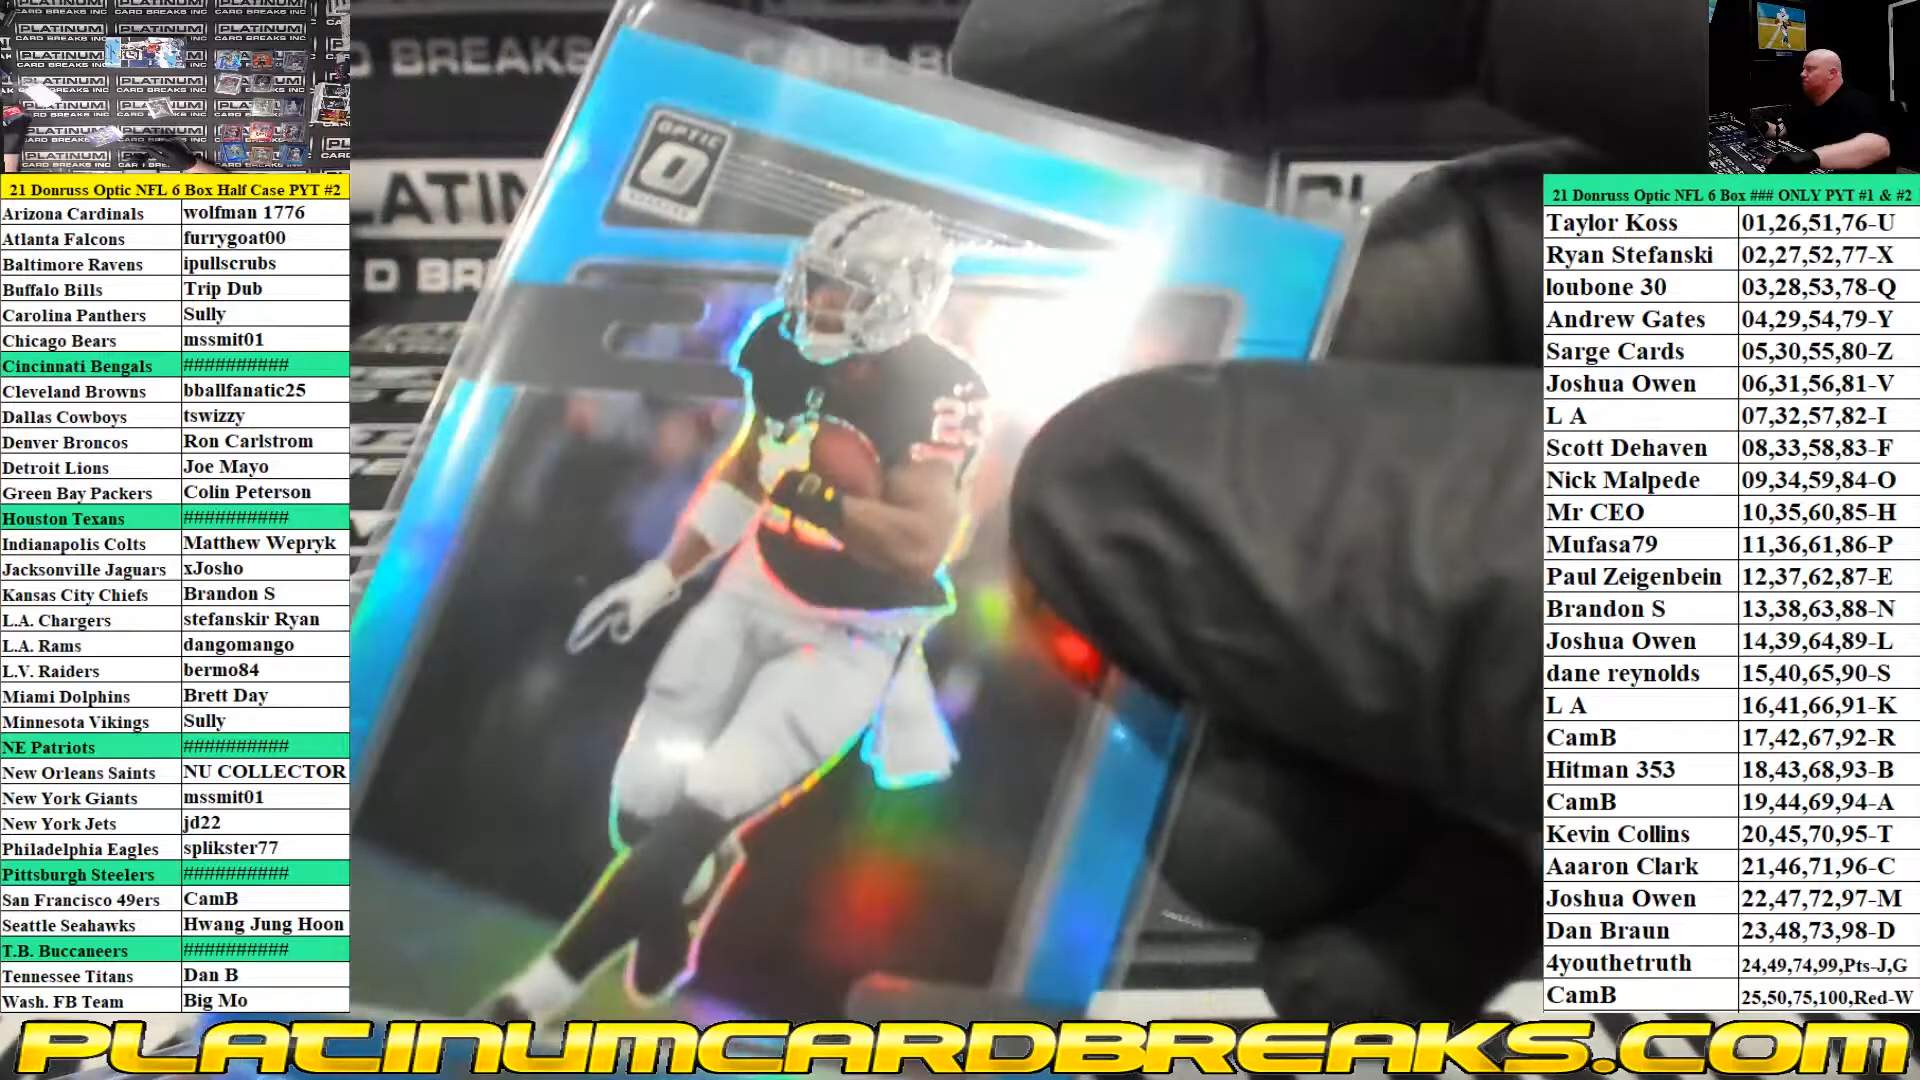 21 Donruss Optic NFL 6 Box Half Case PYT #2
Arizona Cardinals wolfman 1776
Atlanta Falcons furrygoat00
Baltimore Ravens ipullscrubs
Buffalo Bills Trip Dub
Carolina Panthers Sully
Chicago Bears mssmit01
Cincinnati Bengals ##########
Cleveland Browns bballfanatic25
Dallas Cowboys tswizzy
Denver Broncos Ron Carlstrom
Detroit Lions Joe Mayo
Green Bay Packers Colin Peterson
Houston Texans ##########
Indianapolis Colts Matthew Wepryk
Jacksonville Jaguars xJosho
Kansas City Chiefs Brandon S
L.A. Chargers stefanskir Ryan
L.A. Rams dangomango
L.V. Raiders bermo84
Miami Dolphins Brett Day
Minnesota Vikings Sully
NE Patriots ##########
New Orleans Saints NU COLLECTOR
New York Giants mssmit01
New York Jets jd22
Philadelphia Eagles splikster77
Pittsburgh Steelers ##########
San Francisco 49ers CamB
Seattle Seahawks Hwang Jung Hoon
T.B. Buccaneers ##########
Tennessee Titans Dan B
Wash. FB Team Big Mo
OPTIC
21 Donruss Optic NFL 6 Box ### ONLY PYT #1 & #2
Taylor Koss 01,26,51,76-U
Ryan Stefanski 02,27,52,77-X
loubone 30 03,28,53,78-Q
Andrew Gates 04,29,54,79-Y
Sarge Cards 05,30,55,80-Z
Joshua Owen 06,31,56,81-V
L A 07,32,57,82-I
Scott Dehaven 08,33,58,83-F
Nick Malpede 09,34,59,84-O
Mr CEO 10,35,60,85-H
Mufasa79 11,36,61,86-P
Paul Zeigenbein 12,37,62,87-E
Brandon S 13,38,63,88-N
Joshua Owen 14,39,64,89-L
dane reynolds 15,40,65,90-S
L A 16,41,66,91-K
CamB 17,42,67,92-R
Hitman 353 18,43,68,93-B
CamB 19,44,69,94-A
Kevin Collins 20,45,70,95-T
Aaaron Clark 21,46,71,96-C
Joshua Owen 22,47,72,97-M
Dan Braun 23,48,73,98-D
4youthetruth 24,49,74,99,Pts-J,G
CamB 25,50,75,100,Red-W
PLATINUMCARDBREAKS.COM